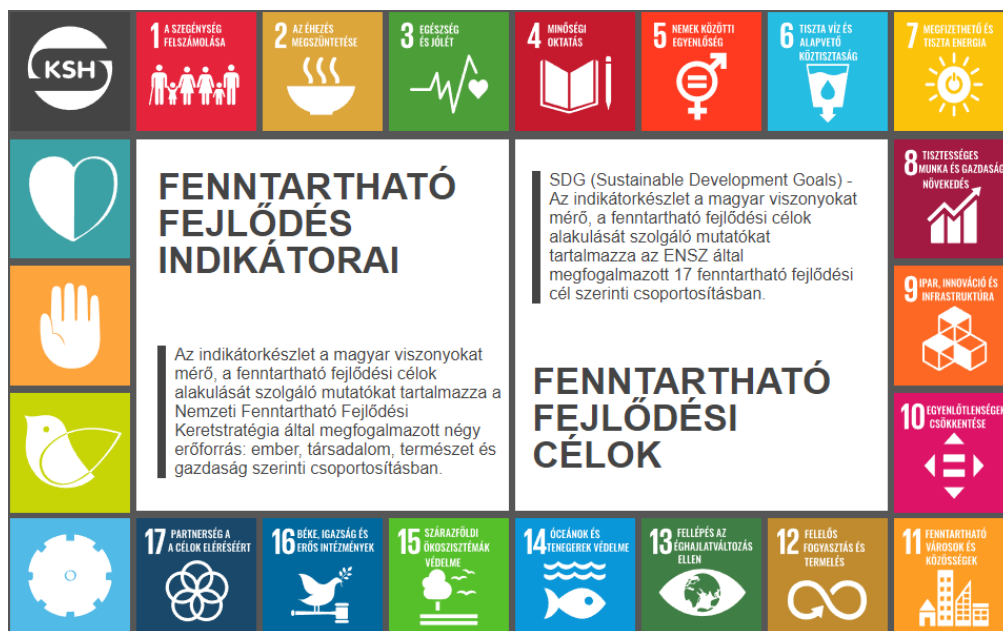 KSH
1 A SZEGÉNYSÉG
FELSZÁMOLÁSA
2 AZ ÉHEZÉS
MEGSZÜNTETÉSE
3 EGÉSZSÉG
ÉS JÓLÉT
4 MINŐSÉGI
OKTATÁS
5 NEMEK KÖZÖTTI
EGYENLŐSÉG
6 TISZTA VÍZ ÉS
ALAPVETŐ
KÖZTISZTASÁG
7 MEGFIZETHETŐ ÉS
TISZTA ENERGIA
FENNTARTHATÓ
FEJLŐDÉS
INDIKÁTORAI
Az indikátorkészlet a magyar viszonyokat
mérő, a fenntartható fejlődési célok
alakulását szolgáló mutatókat tartalmazza a
Nemzeti Fenntartható Fejlődési
Keretstratégia által megfogalmazott négy
erőforrás: ember, társadalom, természet és
gazdaság szerinti csoportosításban.
SDG (Sustainable Development Goals) -
Az indikátorkészlet a magyar viszonyokat
mérő, a fenntartható fejlődési célok
alakulását szolgáló mutatókat
tartalmazza az ENSZ által
megfogalmazott 17 fenntartható fejlődési
cél szerinti csoportosításban.
FENNTARTHATÓ
FEJLŐDÉSI
CÉLOK
8 TISZTESSÉGES
MUNKA ÉS GAZDASÁGI
NÖVEKEDÉS
9 IPAR, INNOVÁCIÓ ÉS
INFRASTRUKTÚRA
10 EGYENLŐTLENSÉGEK
CSÖKKENTÉSE
17 PARTNERSÉG A
A CÉLOK ELÉRÉSÉÉRT
16 BÉKE, IGAZSÁG ÉS
ERŐS INTÉZMÉNYEK
15 SZÁRAZFÖLDI
ÖKOSZISZTÉMÁK
VÉDELME
14 ÓCEÁNOK ÉS
TENEGEREK VÉDELME
13 FELLÉPÉS AZ
ÉGHAJLATVÁLTOZÁS
ELLEN
12 FELELŐS
FOGYASZTÁS ÉS
TERMELÉS
11 FENNTARTHATÓ
VÁROSOK ÉS
KÖZÖSSÉGEK